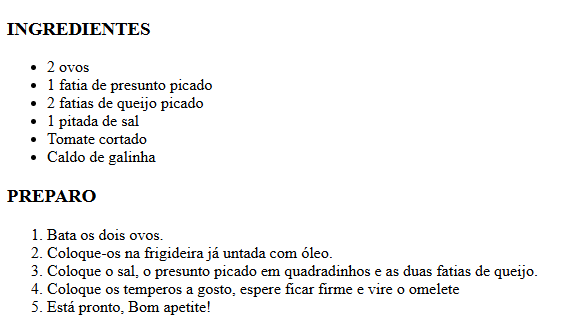 INGREDIENTES
• 2 ovos
• 1 fatia de presunto picado
• 2 fatias de queijo picado
• 1 pitada de sal
• Tomate cortado
• Caldo de galinha
PREPARO
1. Bata os dois ovos.
2. Coloque-os na frigideira já untada com óleo.
3. Coloque o sal, o presunto picado em quadradinhos e as duas fatias de queijo.
4. Coloque os temperos a gosto, espere ficar firme e vire o omelete
5. Está pronto, Bom apetite!